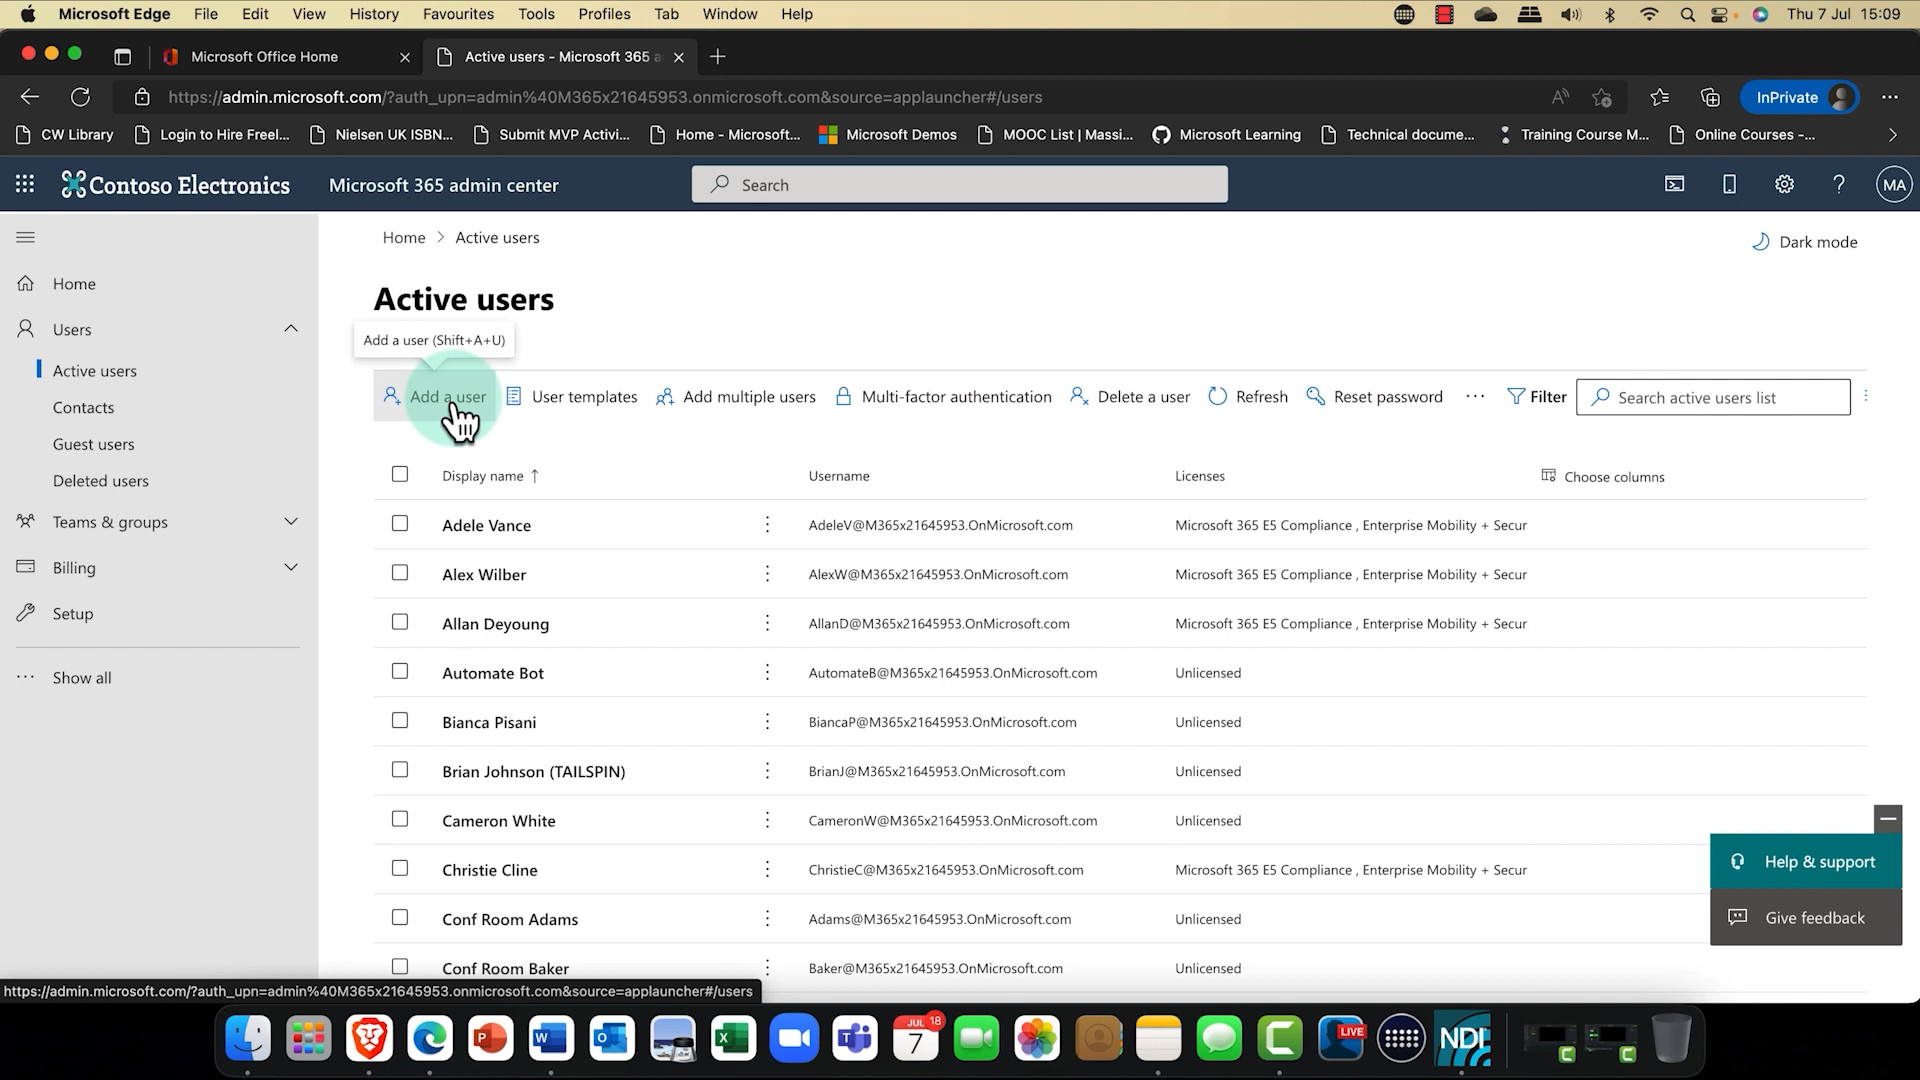 Microsoft Edge File Edit View History Favourites Tools Profiles Tab Window Help Thu 7 Jul 15:09
Microsoft Office Home Active users - Microsoft 365 a
https://admin.microsoft.com/?auth_upn=admin%40M365x21645953.onmicrosoft.com&source=applauncher#/users InPrivate
CW Library Login to Hire Freel... Nielsen UK ISBN... Submit MVP Activi... Home - Microsoft... Microsoft Demos MOOC List | Massi... Microsoft Learning Technical docume... Training Course M... Online Courses -...
Contoso Electronics Microsoft 365 admin center Search MA
Home > Active users Dark mode
Home
Users
Active users
Contacts
Guest users
Deleted users
Teams & groups
Billing
Setup
Show all
Active users
Add a user (Shift+A+U)
Add a user User templates Add multiple users Multi-factor authentication Delete a user Refresh Reset password Filter Search active users list
Display name ↑ Username Licenses Choose columns
Adele Vance AdeleV@M365x21645953.OnMicrosoft.com Microsoft 365 E5 Compliance , Enterprise Mobility + Secur
Alex Wilber AlexW@M365x21645953.OnMicrosoft.com Microsoft 365 E5 Compliance , Enterprise Mobility + Secur
Allan Deyoung AllanD@M365x21645953.OnMicrosoft.com Microsoft 365 E5 Compliance , Enterprise Mobility + Secur
Automate Bot AutomateB@M365x21645953.OnMicrosoft.com Unlicensed
Bianca Pisani BiancaP@M365x21645953.OnMicrosoft.com Unlicensed
Brian Johnson (TAILSPIN) BrianJ@M365x21645953.OnMicrosoft.com Unlicensed
Cameron White CameronW@M365x21645953.OnMicrosoft.com Unlicensed
Christie Cline ChristieC@M365x21645953.OnMicrosoft.com Microsoft 365 E5 Compliance , Enterprise Mobility + Secur
Conf Room Adams Adams@M365x21645953.OnMicrosoft.com Unlicensed
Conf Room Baker Baker@M365x21645953.OnMicrosoft.com Unlicensed
Help & support
Give feedback
https://admin.microsoft.com/?auth_upn=admin%40M365x21645953.onmicrosoft.com&source=applauncher#/users
P W O X JUL 7 18 T C LIVE NDI C C